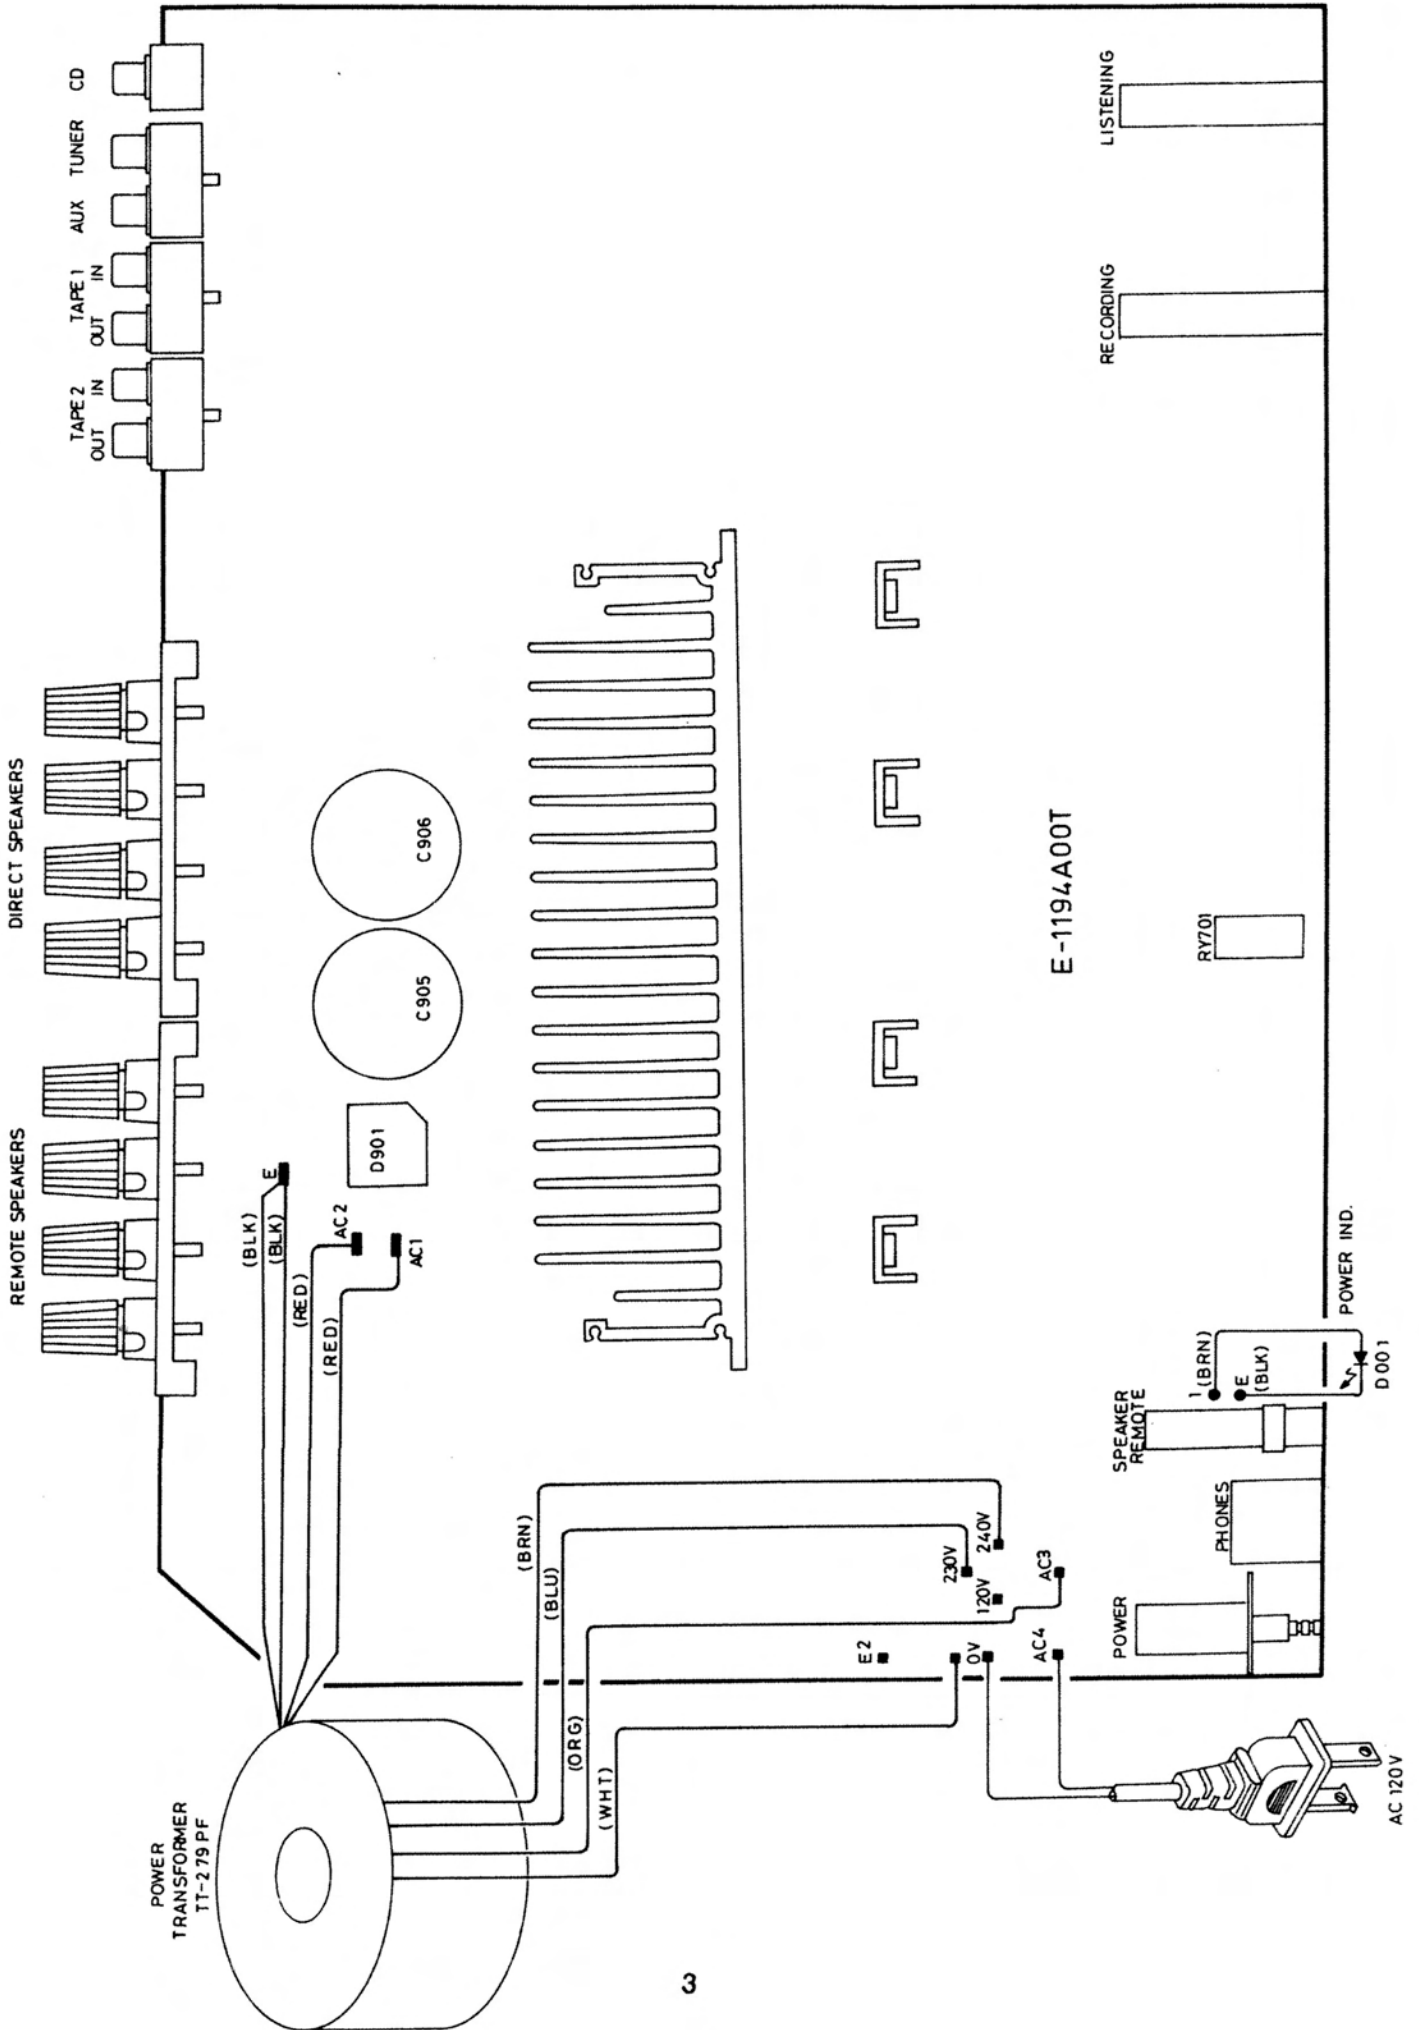 CD
TUNER
AUX
TAPE 1
IN
OUT
TAPE 2
IN
OUT
DIRECT SPEAKERS
REMOTE SPEAKERS
LISTENING
RECORDING
C906
C905
D901
E
(BLK)
(BLK)
AC2
(RED)
AC1
(RED)
E-1194A00T
RY701
POWER IND.
1 (BRN)
E
(BLK)
D001
SPEAKER
REMOTE
PHONES
POWER
(BRN)
(BLU)
(ORG)
(WHT)
230V
240V
120V
AC3
E2
0V
AC4
POWER
TRANSFORMER
TT-279PF
AC 120V
3